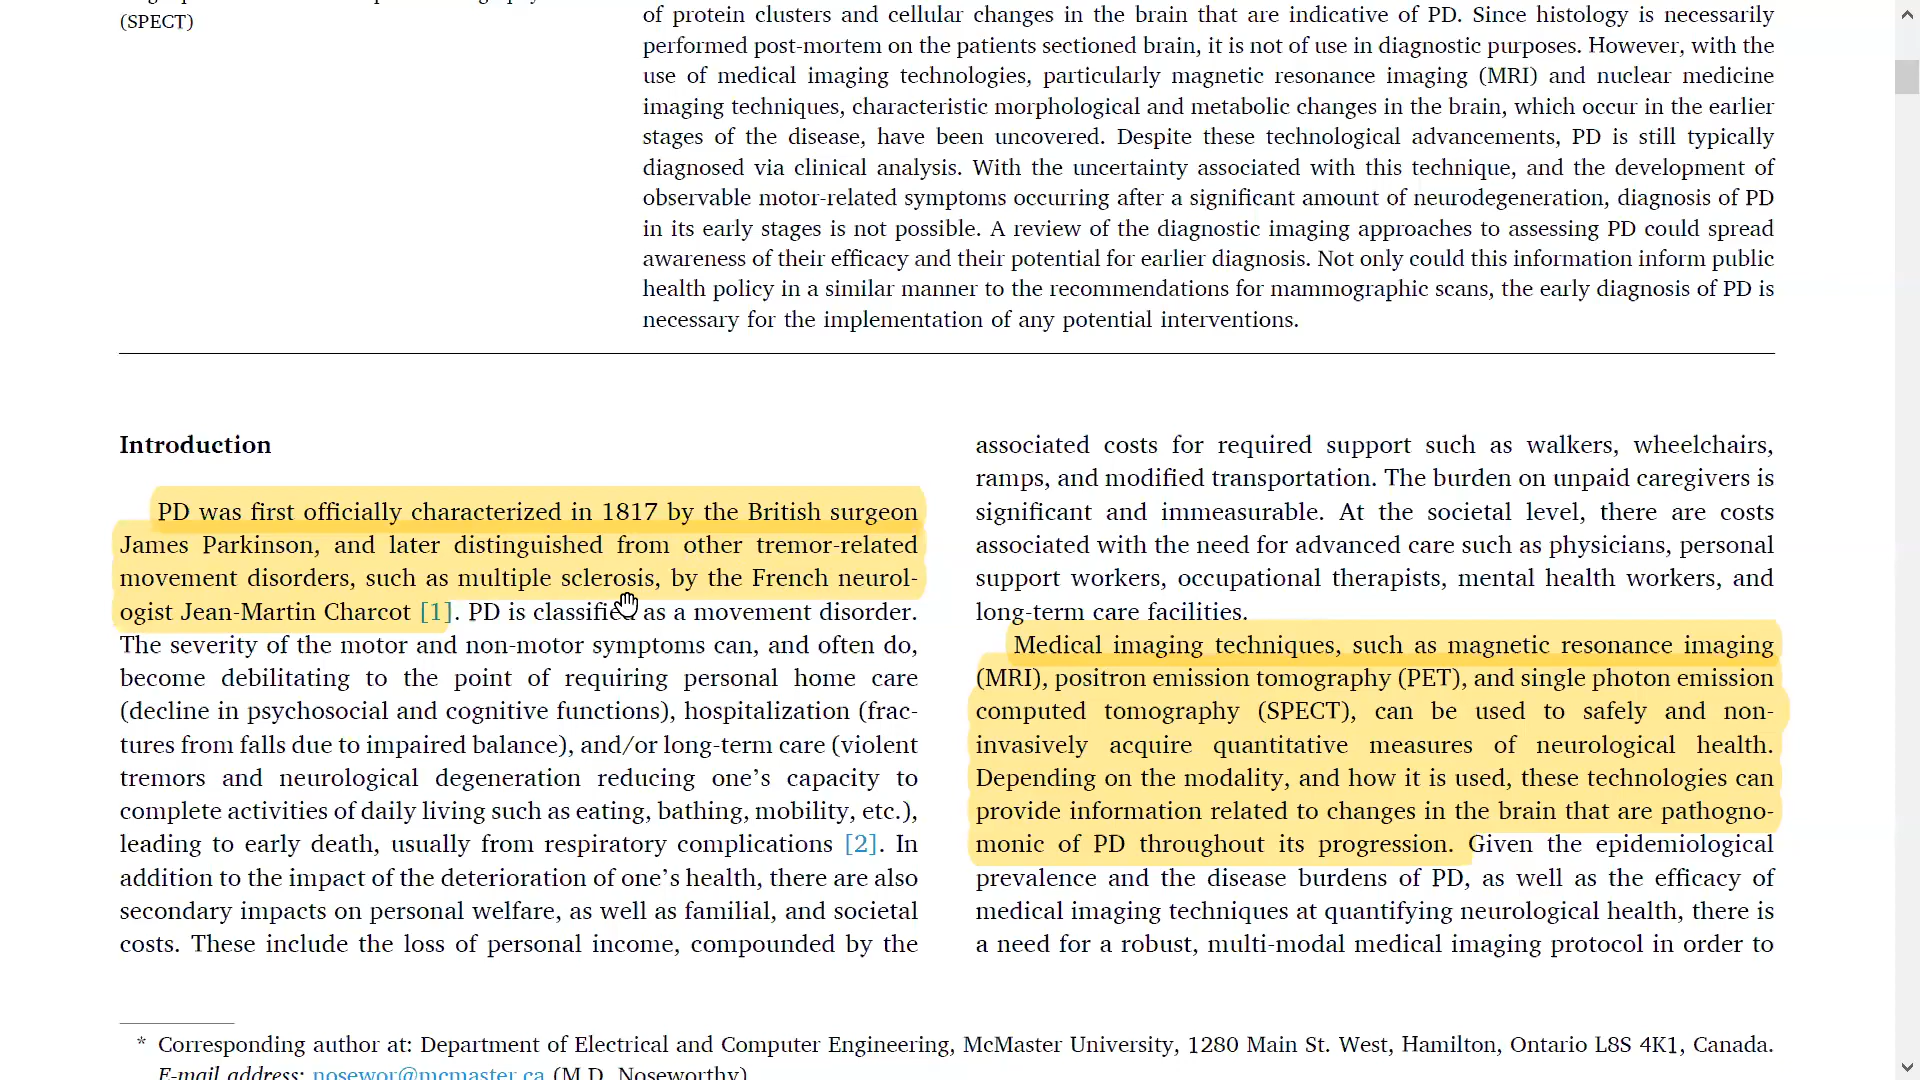 (SPECT)
of protein clusters and cellular changes in the brain that are indicative of PD. Since histology is necessarily
performed post-mortem on the patients sectioned brain, it is not of use in diagnostic purposes. However, with the
use of medical imaging technologies, particularly magnetic resonance imaging (MRI) and nuclear medicine
imaging techniques, characteristic morphological and metabolic changes in the brain, which occur in the earlier
stages of the disease, have been uncovered. Despite these technological advancements, PD is still typically
diagnosed via clinical analysis. With the uncertainty associated with this technique, and the development of
observable motor-related symptoms occurring after a significant amount of neurodegeneration, diagnosis of PD
in its early stages is not possible. A review of the diagnostic imaging approaches to assessing PD could spread
awareness of their efficacy and their potential for earlier diagnosis. Not only could this information inform public
health policy in a similar manner to the recommendations for mammographic scans, the early diagnosis of PD is
necessary for the implementation of any potential interventions.
Introduction
PD was first officially characterized in 1817 by the British surgeon
James Parkinson, and later distinguished from other tremor-related
movement disorders, such as multiple sclerosis, by the French neurol-
ogist Jean-Martin Charcot [1]. PD is classified as a movement disorder.
The severity of the motor and non-motor symptoms can, and often do,
become debilitating to the point of requiring personal home care
(decline in psychosocial and cognitive functions), hospitalization (frac-
tures from falls due to impaired balance), and/or long-term care (violent
tremors and neurological degeneration reducing one’s capacity to
complete activities of daily living such as eating, bathing, mobility, etc.),
leading to early death, usually from respiratory complications [2]. In
addition to the impact of the deterioration of one’s health, there are also
secondary impacts on personal welfare, as well as familial, and societal
costs. These include the loss of personal income, compounded by the
associated costs for required support such as walkers, wheelchairs,
ramps, and modified transportation. The burden on unpaid caregivers is
significant and immeasurable. At the societal level, there are costs
associated with the need for advanced care such as physicians, personal
support workers, occupational therapists, mental health workers, and
long-term care facilities.
Medical imaging techniques, such as magnetic resonance imaging
(MRI), positron emission tomography (PET), and single photon emission
computed tomography (SPECT), can be used to safely and non-
invasively acquire quantitative measures of neurological health.
Depending on the modality, and how it is used, these technologies can
provide information related to changes in the brain that are pathogno-
monic of PD throughout its progression. Given the epidemiological
prevalence and the disease burdens of PD, as well as the efficacy of
medical imaging techniques at quantifying neurological health, there is
a need for a robust, multi-modal medical imaging protocol in order to
* Corresponding author at: Department of Electrical and Computer Engineering, McMaster University, 1280 Main St. West, Hamilton, Ontario L8S 4K1, Canada.
E-mail address: nosewor@mcmaster.ca (M.D. Noseworthy)